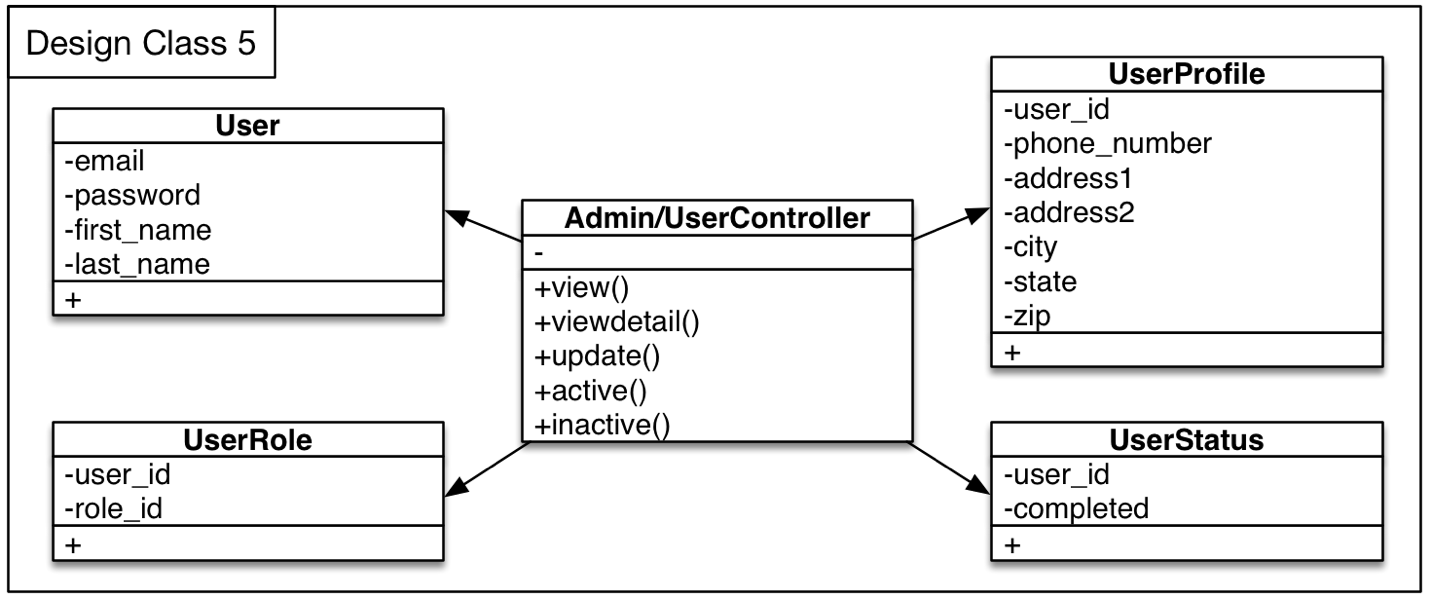 Design Class 5
User
-email
-password
-first_name
-last_name
+
Admin/UserController
-
+view()
+viewdetail()
+update()
+active()
+inactive()
UserProfile
-user_id
-phone_number
-address1
-address2
-city
-state
-zip
+
UserRole
-user_id
-role_id
+
UserStatus
-user_id
-completed
+